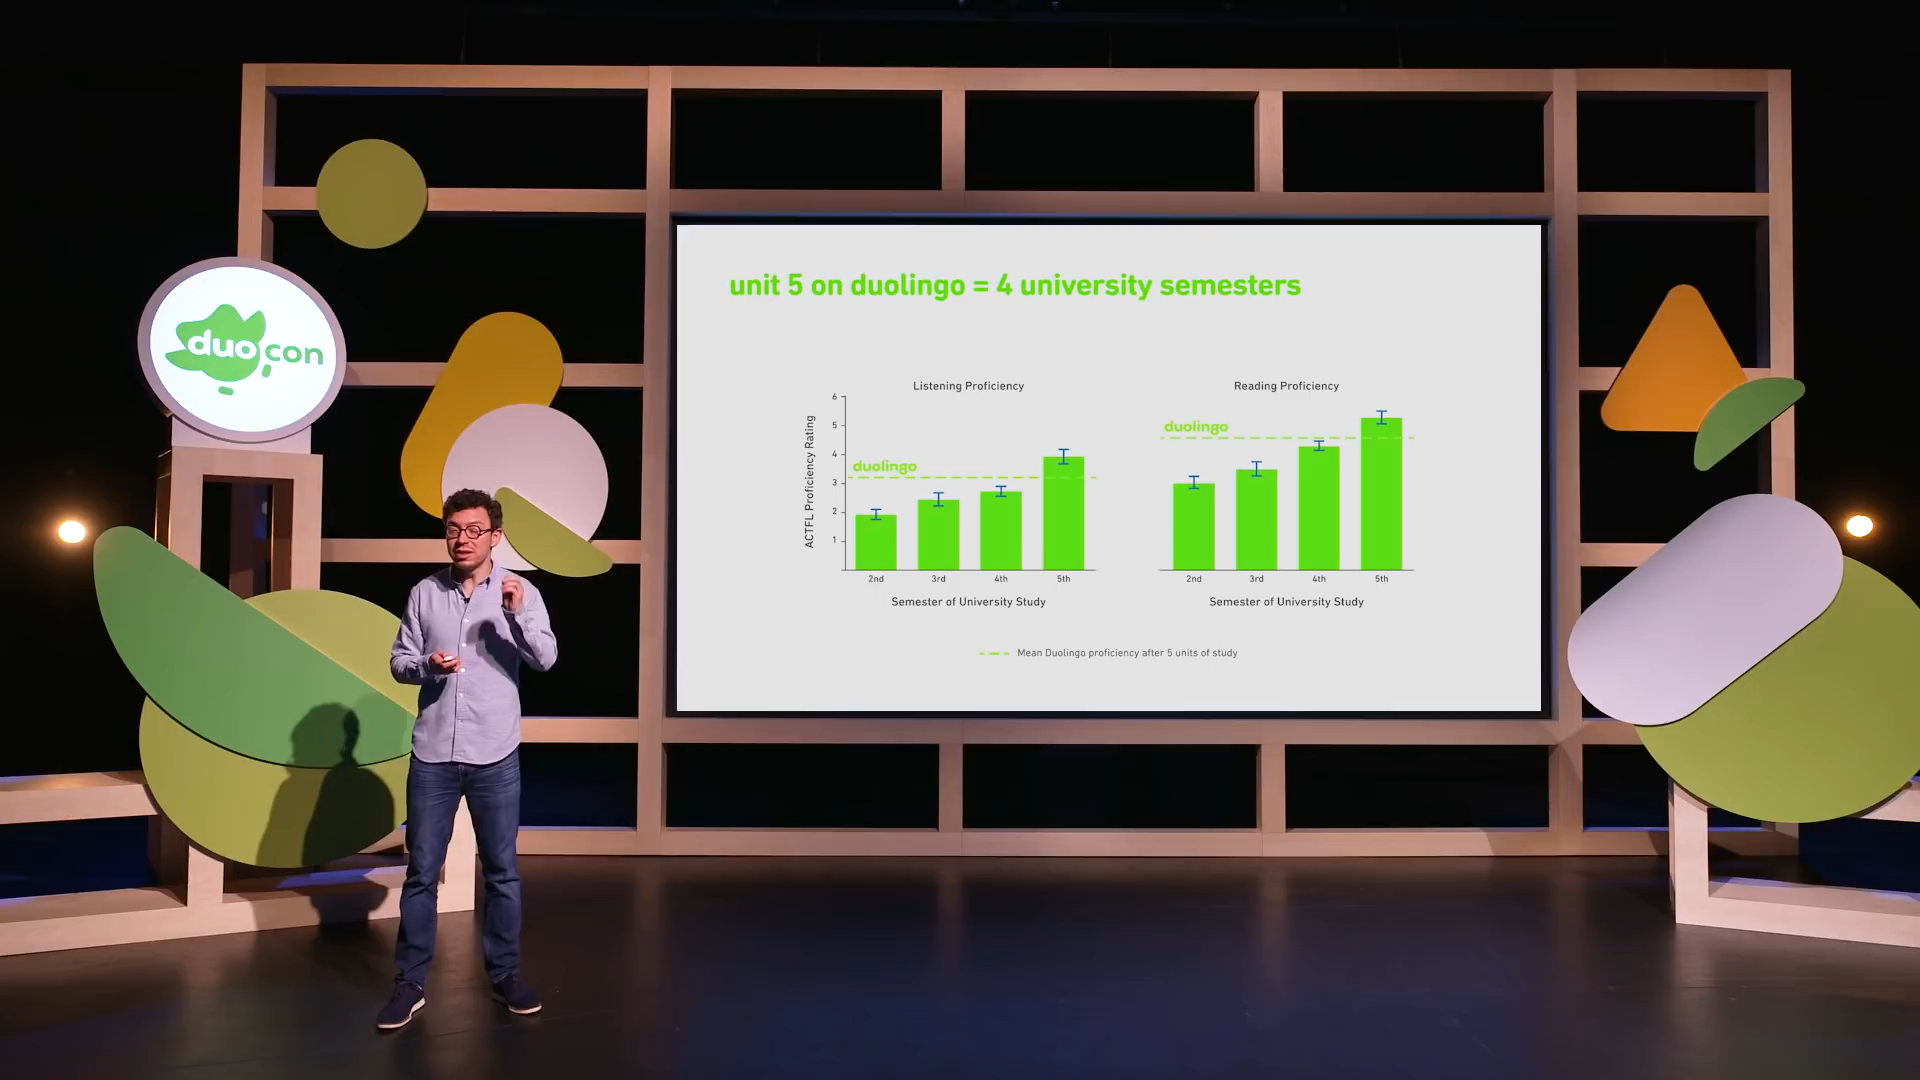 duocon
unit 5 on duolingo = 4 university semesters
Listening Proficiency
Reading Proficiency
ACTFL Proficiency Rating
6
5
4
3
2
1
duolingo
duolingo
2nd 3rd 4th 5th
2nd 3rd 4th 5th
Semester of University Study
Semester of University Study
Mean Duolingo proficiency after 5 units of study